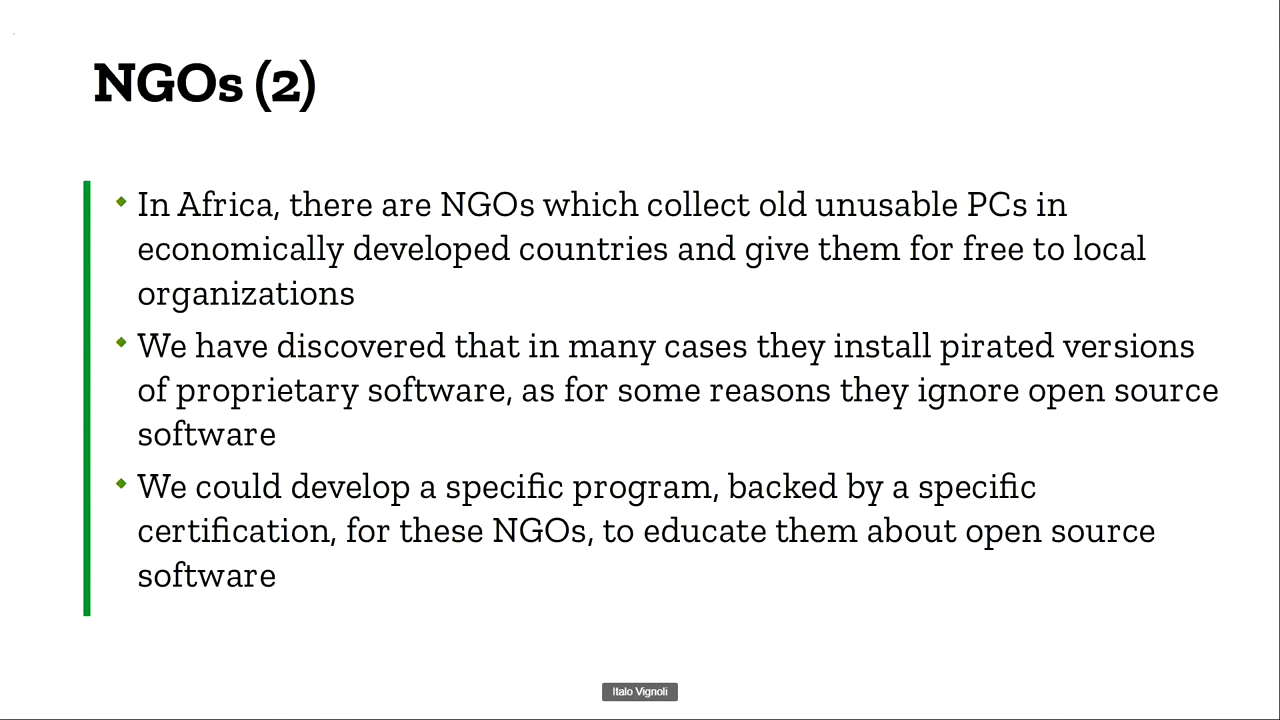 NGOs (2)
In Africa, there are NGOs which collect old unusable PCs in
economically developed countries and give them for free to local
organizations
We have discovered that in many cases they install pirated versions
of proprietary software, as for some reasons they ignore open source
software
We could develop a specific program, backed by a specific
certification, for these NGOs, to educate them about open source
software
Italo Vignoli